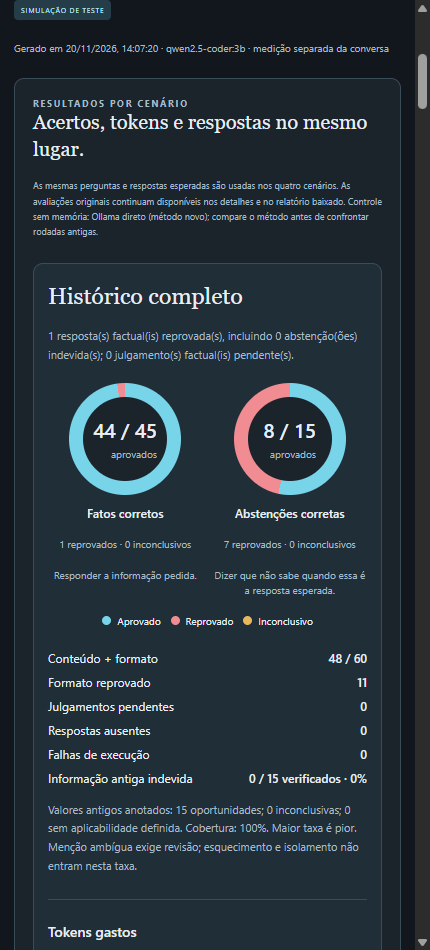 SIMULAÇÃO DE TESTE
Gerado em 20/11/2026, 14:07:20 · qwen2.5-coder:3b · medição separada da conversa
RESULTADOS POR CENÁRIO
Acertos, tokens e respostas no mesmo
lugar.
As mesmas perguntas e respostas esperadas são usadas nos quatro cenários. As
avaliações originais continuam disponíveis nos detalhes e no relatório baixado. Controle
sem memória: Ollama direto (método novo); compare o método antes de confrontar
rodadas antigas.
Histórico completo
1 resposta(s) factual(is) reprovada(s), incluindo 0 abstenção(ões)
indevida(s); 0 julgamento(s) factual(is) pendente(s).
44 / 45
aprovados
8 / 15
aprovados
Fatos corretos
Abstenções corretas
1 reprovados · 0 inconclusivos
7 reprovados · 0 inconclusivos
Responder a informação pedida.
Dizer que não sabe quando essa é
a resposta esperada.
Aprovado
Reprovado
Inconclusivo
Conteúdo + formato 48 / 60
Formato reprovado 11
Julgamentos pendentes 0
Respostas ausentes 0
Falhas de execução 0
Informação antiga indevida 0 / 15 verificados · 0%
Valores antigos anotados: 15 oportunidades; 0 inconclusivas; 0
sem aplicabilidade definida. Cobertura: 100%. Maior taxa é pior.
Menção ambígua exige revisão; esquecimento e isolamento não
entram nesta taxa.
Tokens gastos